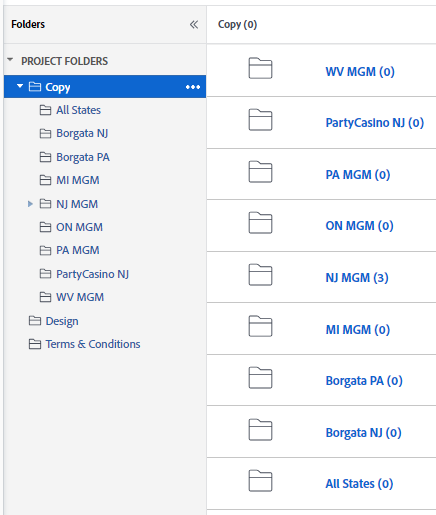 Folders
PROJECT FOLDERS
Copy
All States
Borgata NJ
Borgata PA
MI MGM
NJ MGM
ON MGM
PA MGM
PartyCasino NJ
WV MGM
Design
Terms & Conditions
Copy (0)
WV MGM (0)
PartyCasino NJ (0)
PA MGM (0)
ON MGM (0)
NJ MGM (3)
MI MGM (0)
Borgata PA (0)
Borgata NJ (0)
All States (0)